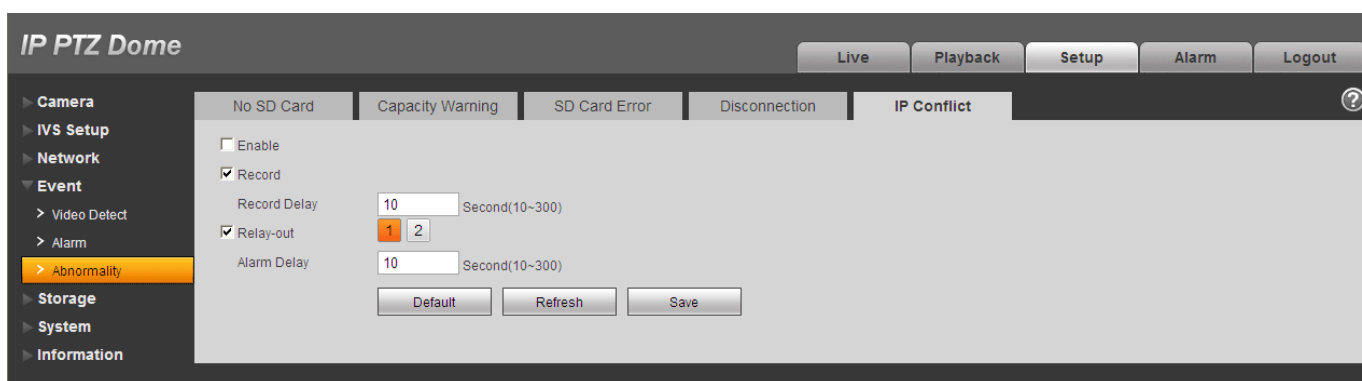 IP PTZ Dome
Live
Playback
Setup
Alarm
Logout
Camera
IVS Setup
Network
Event
Video Detect
Alarm
Abnormality
Storage
System
Information
No SD Card
Capacity Warning
SD Card Error
Disconnection
IP Conflict
?
Enable
Record
Record Delay 10 Second(10~300)
Relay-out 1 2
Alarm Delay 10 Second(10~300)
Default Refresh Save